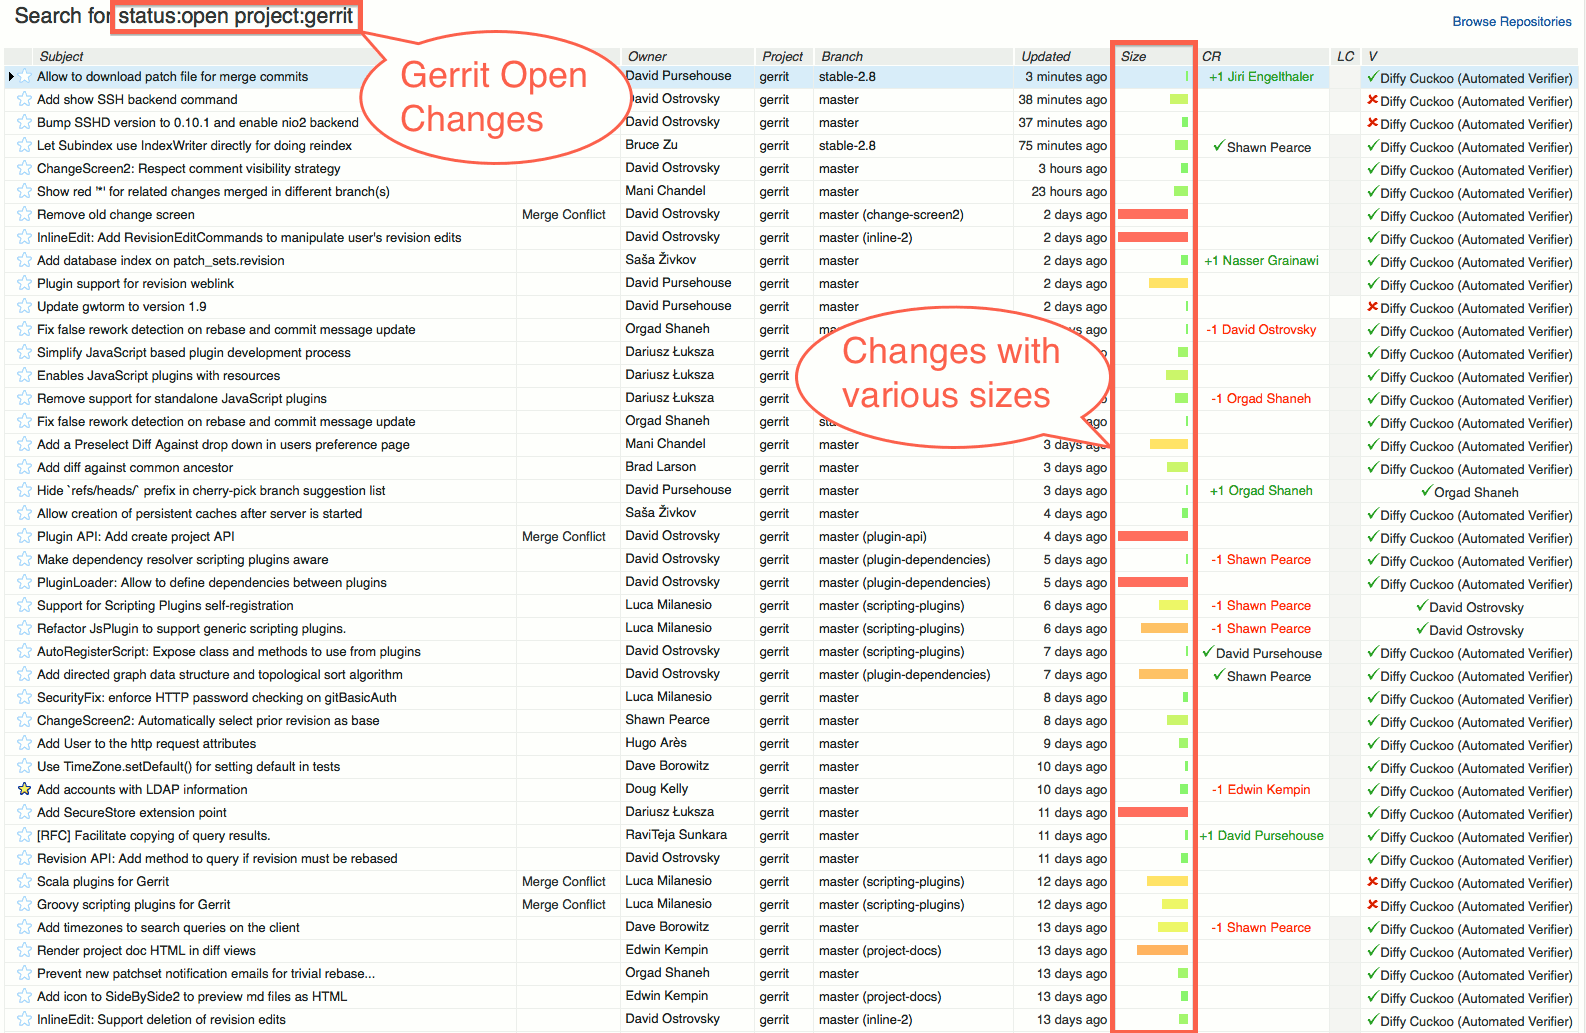 Search for status:open project:gerrit
Browse Repositories
Gerrit Open
Changes
Subject Owner Project Branch Updated Size CR LC V
Allow to download patch file for merge commits David Pursehouse gerrit stable-2.8 3 minutes ago +1 Jiri Engelthaler Diffy Cuckoo (Automated Verifier)
Add show SSH backend command David Ostrovsky gerrit master 38 minutes ago Diffy Cuckoo (Automated Verifier)
Bump SSHD version to 0.10.1 and enable nio2 backend David Ostrovsky gerrit master 37 minutes ago Diffy Cuckoo (Automated Verifier)
Let Subindex use IndexWriter directly for doing reindex Bruce Zu gerrit stable-2.8 75 minutes ago Shawn Pearce Diffy Cuckoo (Automated Verifier)
ChangeScreen2: Respect comment visibility strategy David Ostrovsky gerrit master 3 hours ago Diffy Cuckoo (Automated Verifier)
Show red '*' for related changes merged in different branch(s) Mani Chandel gerrit master 23 hours ago Diffy Cuckoo (Automated Verifier)
Remove old change screen Merge Conflict David Ostrovsky gerrit master (change-screen2) 2 days ago Diffy Cuckoo (Automated Verifier)
InlineEdit: Add RevisionEditCommands to manipulate user's revision edits David Ostrovsky gerrit master (inline-2) 2 days ago Diffy Cuckoo (Automated Verifier)
Add database index on patch_sets.revision Saša Živkov gerrit master 2 days ago +1 Nasser Grainawi Diffy Cuckoo (Automated Verifier)
Plugin support for revision weblink David Pursehouse gerrit master 2 days ago Diffy Cuckoo (Automated Verifier)
Update gwtorm to version 1.9 David Pursehouse gerrit master 2 days ago Diffy Cuckoo (Automated Verifier)
Fix false rework detection on rebase and commit message update Orgad Shaneh gerrit ago -1 David Ostrovsky Diffy Cuckoo (Automated Verifier)
Simplify JavaScript based plugin development process Dariusz Łuksza gerrit Diffy Cuckoo (Automated Verifier)
Enables JavaScript plugins with resources Dariusz Łuksza gerrit Diffy Cuckoo (Automated Verifier)
Remove support for standalone JavaScript plugins Dariusz Łuksza gerrit -1 Orgad Shaneh Diffy Cuckoo (Automated Verifier)
Fix false rework detection on rebase and commit message update Orgad Shaneh gerrit ago Diffy Cuckoo (Automated Verifier)
Changes with
various sizes
Add a Preselect Diff Against drop down in users preference page Mani Chandel gerrit master 3 days ago Diffy Cuckoo (Automated Verifier)
Add diff against common ancestor Brad Larson gerrit master 3 days ago Diffy Cuckoo (Automated Verifier)
Hide `refs/heads/` prefix in cherry-pick branch suggestion list David Pursehouse gerrit master 3 days ago +1 Orgad Shaneh Orgad Shaneh
Allow creation of persistent caches after server is started Saša Živkov gerrit master 4 days ago Diffy Cuckoo (Automated Verifier)
Plugin API: Add create project API Merge Conflict David Ostrovsky gerrit master (plugin-api) 4 days ago Diffy Cuckoo (Automated Verifier)
Make dependency resolver scripting plugins aware David Ostrovsky gerrit master (plugin-dependencies) 5 days ago -1 Shawn Pearce Diffy Cuckoo (Automated Verifier)
PluginLoader: Allow to define dependencies between plugins David Ostrovsky gerrit master (plugin-dependencies) 5 days ago Diffy Cuckoo (Automated Verifier)
Support for Scripting Plugins self-registration Luca Milanesio gerrit master (scripting-plugins) 6 days ago -1 Shawn Pearce David Ostrovsky
Refactor JsPlugin to support generic scripting plugins. Luca Milanesio gerrit master (scripting-plugins) 6 days ago -1 Shawn Pearce David Ostrovsky
AutoRegisterScript: Expose class and methods to use from plugins David Ostrovsky gerrit master (scripting-plugins) 7 days ago David Pursehouse Diffy Cuckoo (Automated Verifier)
Add directed graph data structure and topological sort algorithm David Ostrovsky gerrit master (plugin-dependencies) 7 days ago Shawn Pearce Diffy Cuckoo (Automated Verifier)
SecurityFix: enforce HTTP password checking on gitBasicAuth Luca Milanesio gerrit master 8 days ago Diffy Cuckoo (Automated Verifier)
ChangeScreen2: Automatically select prior revision as base Shawn Pearce gerrit master 8 days ago Diffy Cuckoo (Automated Verifier)
Add User to the http request attributes Hugo Arès gerrit master 9 days ago Diffy Cuckoo (Automated Verifier)
Use TimeZone.setDefault() for setting default in tests Dave Borowitz gerrit master 10 days ago Diffy Cuckoo (Automated Verifier)
Add accounts with LDAP information Doug Kelly gerrit master 10 days ago -1 Edwin Kempin Diffy Cuckoo (Automated Verifier)
Add SecureStore extension point Dariusz Łuksza gerrit master 11 days ago Diffy Cuckoo (Automated Verifier)
[RFC] Facilitate copying of query results. RaviTeja Sunkara gerrit master 11 days ago +1 David Pursehouse Diffy Cuckoo (Automated Verifier)
Revision API: Add method to query if revision must be rebased David Ostrovsky gerrit master 11 days ago Diffy Cuckoo (Automated Verifier)
Scala plugins for Gerrit Merge Conflict Luca Milanesio gerrit master (scripting-plugins) 12 days ago Diffy Cuckoo (Automated Verifier)
Groovy scripting plugins for Gerrit Merge Conflict Luca Milanesio gerrit master (scripting-plugins) 12 days ago Diffy Cuckoo (Automated Verifier)
Add timezones to search queries on the client Dave Borowitz gerrit master 13 days ago -1 Shawn Pearce Diffy Cuckoo (Automated Verifier)
Render project doc HTML in diff views Edwin Kempin gerrit master (project-docs) 13 days ago Diffy Cuckoo (Automated Verifier)
Prevent new patchset notification emails for trivial rebase... Orgad Shaneh gerrit master 13 days ago Diffy Cuckoo (Automated Verifier)
Add icon to SideBySide2 to preview md files as HTML Edwin Kempin gerrit master (project-docs) 13 days ago Diffy Cuckoo (Automated Verifier)
InlineEdit: Support deletion of revision edits David Ostrovsky gerrit master (inline-2) 13 days ago Diffy Cuckoo (Automated Verifier)